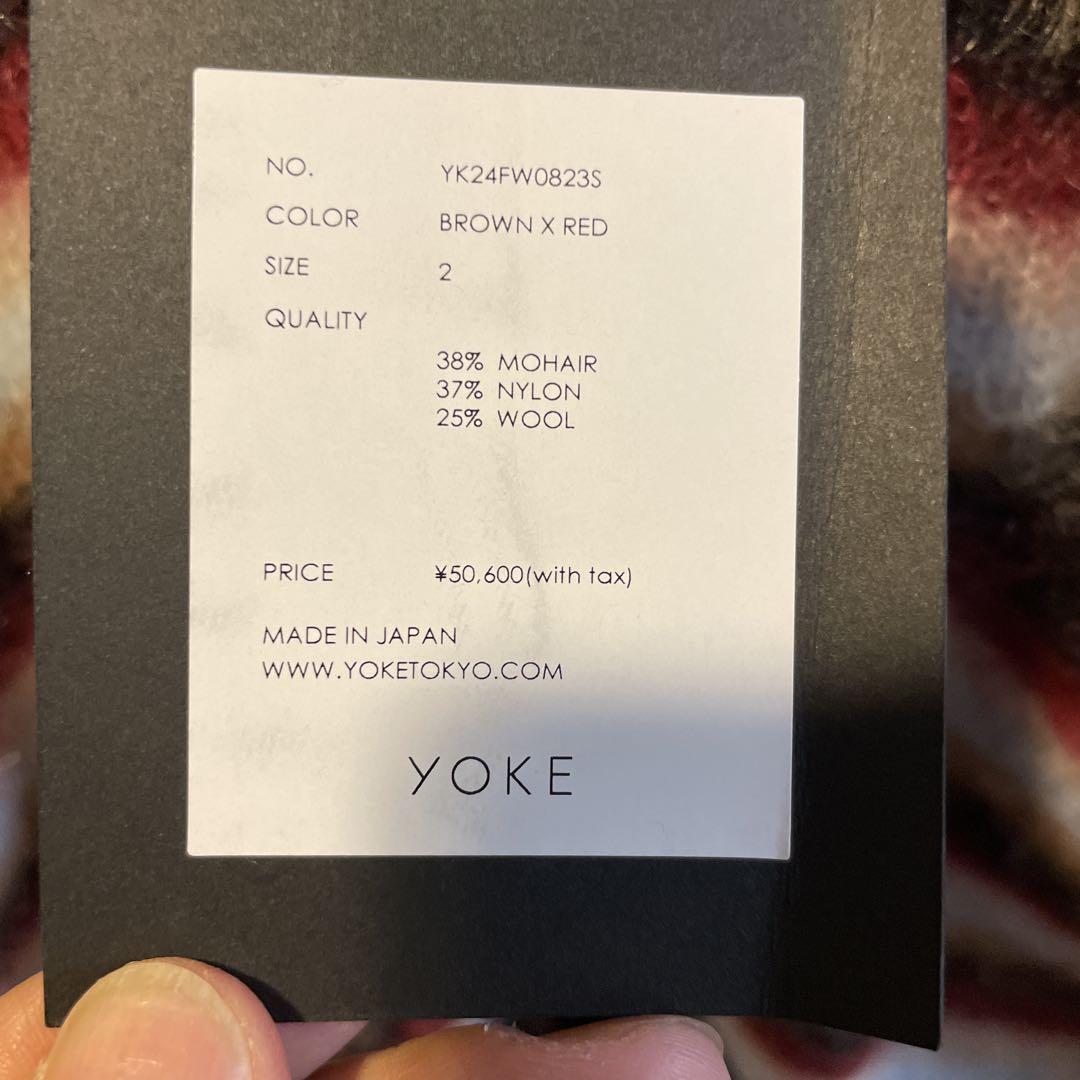 NO. YK24FW0823S
COLOR BROWN X RED
SIZE 2
QUALITY
38% MOHAIR
37% NYLON
25% WOOL
PRICE ¥50,600(with tax)
MADE IN JAPAN
WWW.YOKETOKYO.COM
YOKE